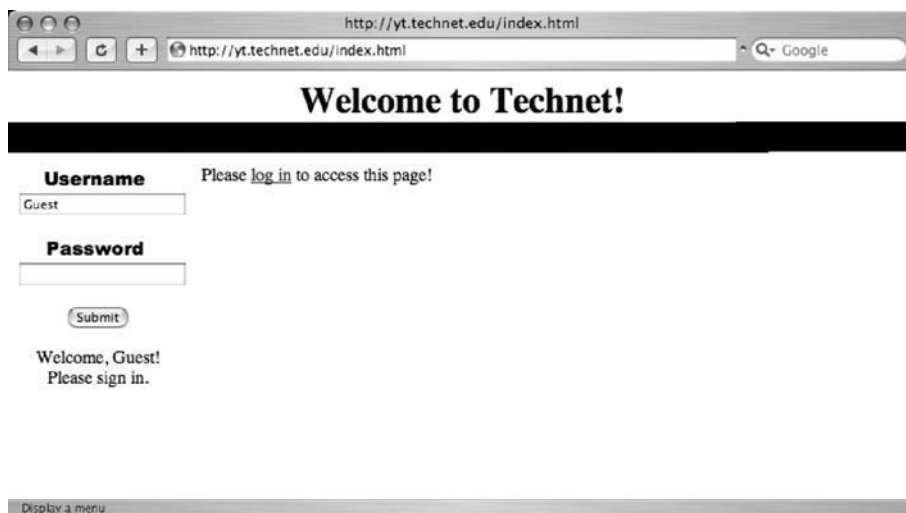 http://yt.technet.edu/index.html
http://yt.technet.edu/index.html
Google
Welcome to Technet!
Username
Please log in to access this page!
Guest
Password
Submit
Welcome, Guest!
Please sign in.
Display a menu